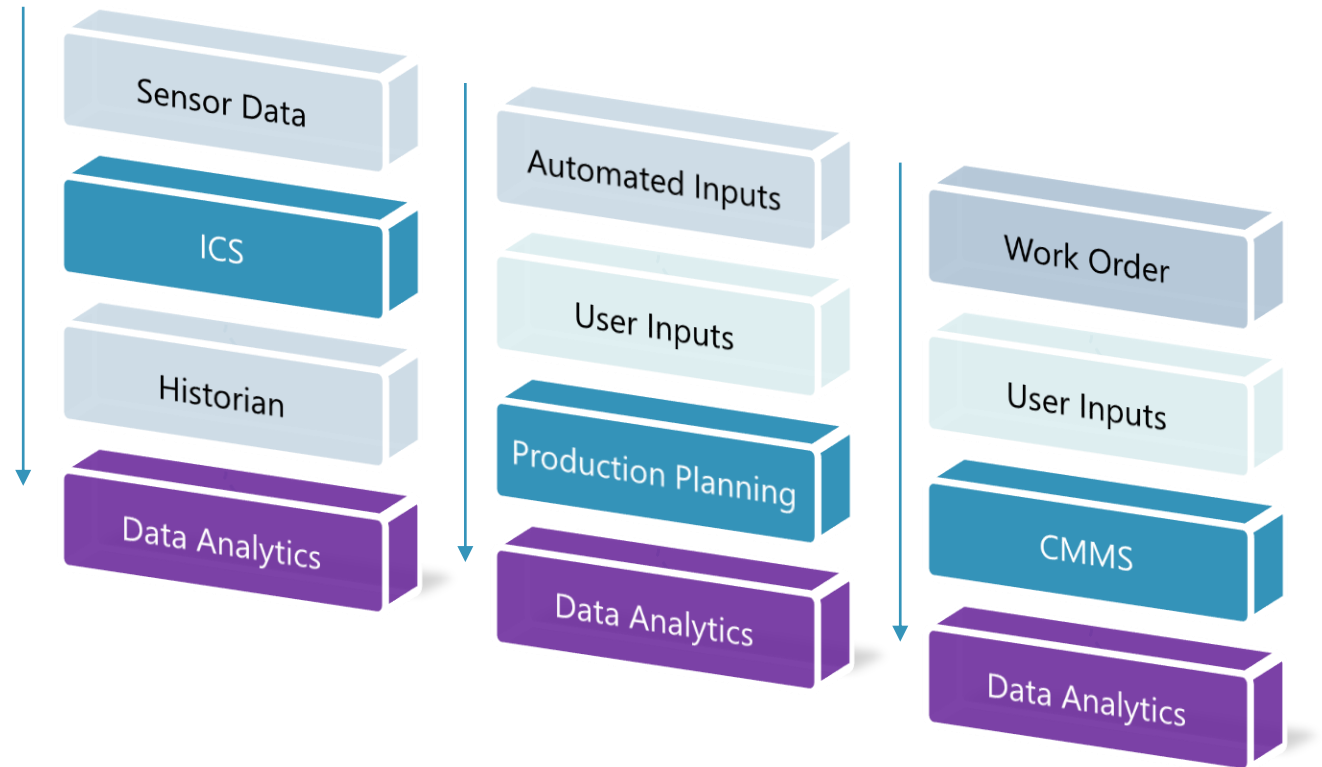 Sensor Data
ICS
Historian
Data Analytics
Automated Inputs
User Inputs
Production Planning
Data Analytics
Work Order
User Inputs
CMMS
Data Analytics